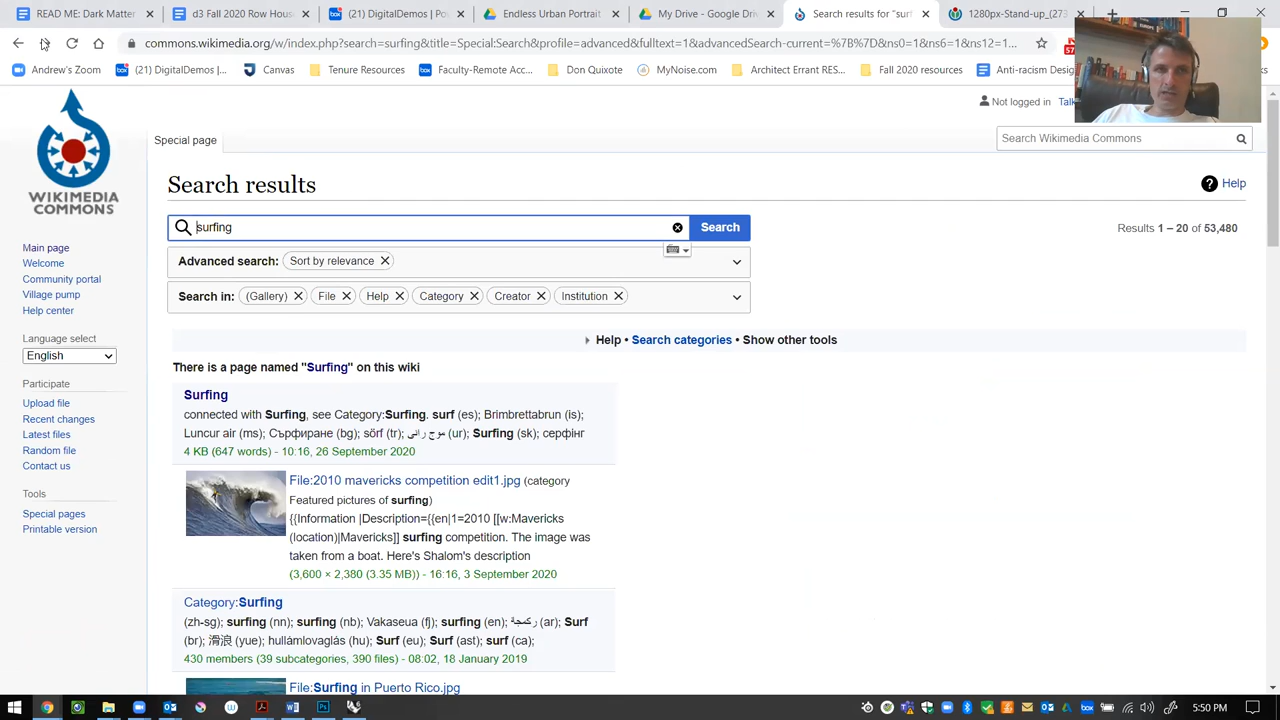 READ ME: Dark Matter
d3 Fall 2020 Row Hous
(21) DigitalDemos | Powered
Endless Urban Portrait
My Drive - Google Driv
Search results for "surf
1280px-Stand-up_(273
commons.wikimedia.org/w/index.php?search=surfing&title=Special:Search&profile=advanced&fulltext=1&advancedSearch-current=%7B%7D&ns0=1&ns6=1&ns12=1...
Andrew's Zoom
(21) DigitalDemos |...
Canvas
Tenure Resources
Faculty-Remote Acc...
Don Quixote
MyNoise.com
Architect Errant RES...
Fall 2020 resources
Anti-racism Desig
Not logged in Talk
Special page
Search Wikimedia Commons
WIKIMEDIA
COMMONS
Search results
Help
surfing
Search
Results 1 – 20 of 53,480
Main page
Welcome
Community portal
Village pump
Help center
Advanced search: Sort by relevance
Search in: (Gallery) File Help Category Creator Institution
Language select
English
Help • Search categories • Show other tools
There is a page named "Surfing" on this wiki
Participate
Upload file
Recent changes
Latest files
Random file
Contact us
Surfing
connected with Surfing, see Category:Surfing. surf (es); Brimbrettabrun (is);
Luncur air (ms); Сърфиране (bg); sörf (tr); موج رانی (ur); Surfing (sk); серфінг
4 KB (647 words) - 10:16, 26 September 2020
Tools
Special pages
Printable version
File:2010 mavericks competition edit1.jpg (category
Featured pictures of surfing)
{{Information |Description={{en|1=2010 [[w:Mavericks
(location)|Mavericks]] surfing competition. The image was
taken from a boat. Here's Shalom's description
(3,600 × 2,380 (3.35 MB)) - 16:16, 3 September 2020
Category:Surfing
(zh-sg); surfing (nn); surfing (nb); Vakaseua (fj); surfing (en); ركمجة (ar); Surf
(br); 滑浪 (yue); hullámlovaglás (hu); Surf (eu); Surf (ast); surf (ca);
430 members (39 subcategories, 390 files) - 08:02, 18 January 2019
File:Surfing in Puerto Rico.jpg
5:50 PM